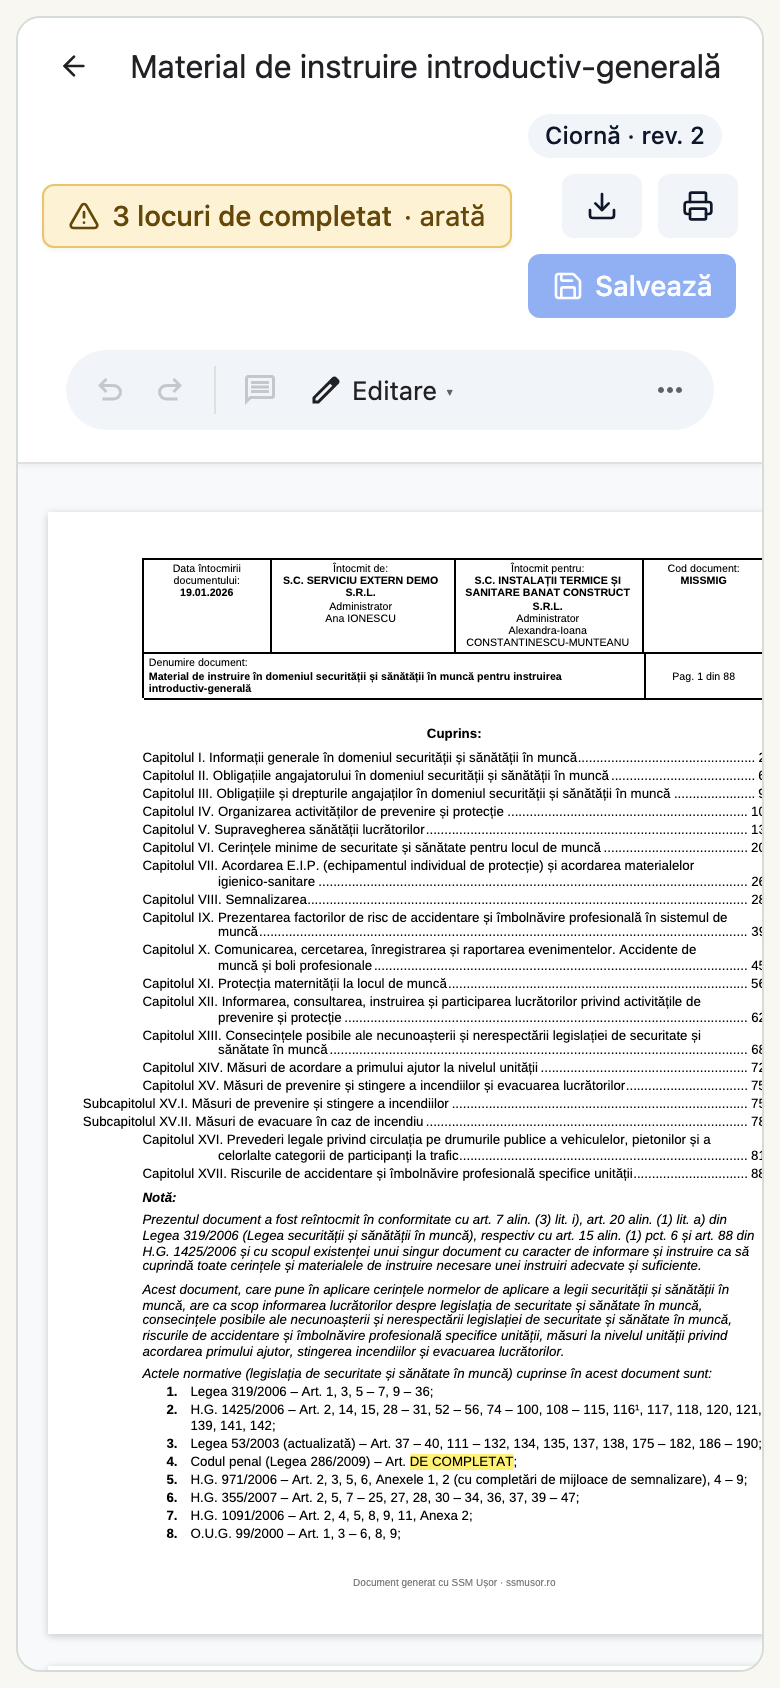 Material de instruire introductiv-generală
Ciornă · rev. 2
3 locuri de completat · arată
Salvează
Editare
Data întocmirii documentului:
19.01.2026
Întocmit de:
S.C. SERVICIU EXTERN DEMO S.R.L.
Administrator
Ana IONESCU
Întocmit pentru:
S.C. INSTALAȚII TERMICE ȘI SANITARE BANAT CONSTRUCT S.R.L.
Administrator
Alexandra-Ioana
CONSTANTINESCU-MUNTEANU
Cod document:
MISSMIG
Denumire document:
Material de instruire în domeniul securității și sănătății în muncă pentru instruirea
introductiv-generală
Pag. 1 din 88
Cuprins:
Capitolul I. Informații generale în domeniul securității și sănătății în muncă
Capitolul II. Obligațiile angajatorului în domeniul securității și sănătății în muncă
Capitolul III. Obligațiile și drepturile angajaților în domeniul securității și sănătății în muncă
Capitolul IV. Organizarea activităților de prevenire și protecție 10
Capitolul V. Supravegherea sănătății lucrătorilor 13
Capitolul VI. Cerințele minime de securitate și sănătate pentru locul de muncă 20
Capitolul VII. Acordarea E.I.P. (echipamentul individual de protecție) și acordarea materialelor
igienico-sanitare 26
Capitolul VIII. Semnalizarea 28
Capitolul IX. Prezentarea factorilor de risc de accidentare și îmbolnăvire profesională în sistemul de
muncă 39
Capitolul X. Comunicarea, cercetarea, înregistrarea și raportarea evenimentelor. Accidente de
muncă și boli profesionale 45
Capitolul XI. Protecția maternității la locul de muncă 56
Capitolul XII. Informarea, consultarea, instruirea și participarea lucrătorilor privind activitățile de
prevenire și protecție 62
Capitolul XIII. Consecințele posibile ale necunoașterii și nerespectării legislației de securitate și
sănătate în muncă 68
Capitolul XIV. Măsuri de acordare a primului ajutor la nivelul unității 72
Capitolul XV. Măsuri de prevenire și stingere a incendiilor și evacuarea lucrătorilor 75
Subcapitolul XV.I. Măsuri de prevenire și stingere a incendiilor 75
Subcapitolul XV.II. Măsuri de evacuare în caz de incendiu 78
Capitolul XVI. Prevederi legale privind circulația pe drumurile publice a vehiculelor, pietonilor și a
celorlalte categorii de participanți la trafic 81
Capitolul XVII. Riscurile de accidentare și îmbolnăvire profesională specifice unității 88
Notă:
Prezentul document a fost reîntocmit în conformitate cu art. 7 alin. (3) lit. i), art. 20 alin. (1) lit. a) din
Legea 319/2006 (Legea securității și sănătății în muncă), respectiv cu art. 15 alin. (1) pct. 6 și art. 88 din
H.G. 1425/2006 și cu scopul existenței unui singur document cu caracter de informare și instruire ca să
cuprindă toate cerințele și materialele de instruire necesare unei instruiri adecvate și suficiente.
Acest document, care pune în aplicare cerințele normelor de aplicare a legii securității și sănătății în
muncă, are ca scop informarea lucrătorilor despre legislația de securitate și sănătate în muncă,
consecințele posibile ale necunoașterii și nerespectării legislației de securitate și sănătate în muncă,
riscurile de accidentare și îmbolnăvire profesională specifice unității, măsuri la nivelul unității privind
acordarea primului ajutor, stingerea incendiilor și evacuarea lucrătorilor.
Actele normative (legislația de securitate și sănătate în muncă) cuprinse în acest document sunt:
1. Legea 319/2006 – Art. 1, 3, 5 – 7, 9 – 36;
2. H.G. 1425/2006 – Art. 2, 14, 15, 28 – 31, 52 – 56, 74 – 100, 108 – 115, 116¹, 117, 118, 120, 121,
139, 141, 142;
3. Legea 53/2003 (actualizată) – Art. 37 – 40, 111 – 132, 134, 135, 137, 138, 175 – 182, 186 – 190;
4. Codul penal (Legea 286/2009) – Art. DE COMPLETAT;
5. H.G. 971/2006 – Art. 2, 3, 5, 6, Anexele 1, 2 (cu completări de mijloace de semnalizare), 4 – 9;
6. H.G. 355/2007 – Art. 2, 5, 7 – 25, 27, 28, 30 – 34, 36, 37, 39 – 47;
7. H.G. 1091/2006 – Art. 2, 4, 5, 8, 9, 11, Anexa 2;
8. O.U.G. 99/2000 – Art. 1, 3 – 6, 8, 9;
Document generat cu SSM Ușor · ssmusor.ro